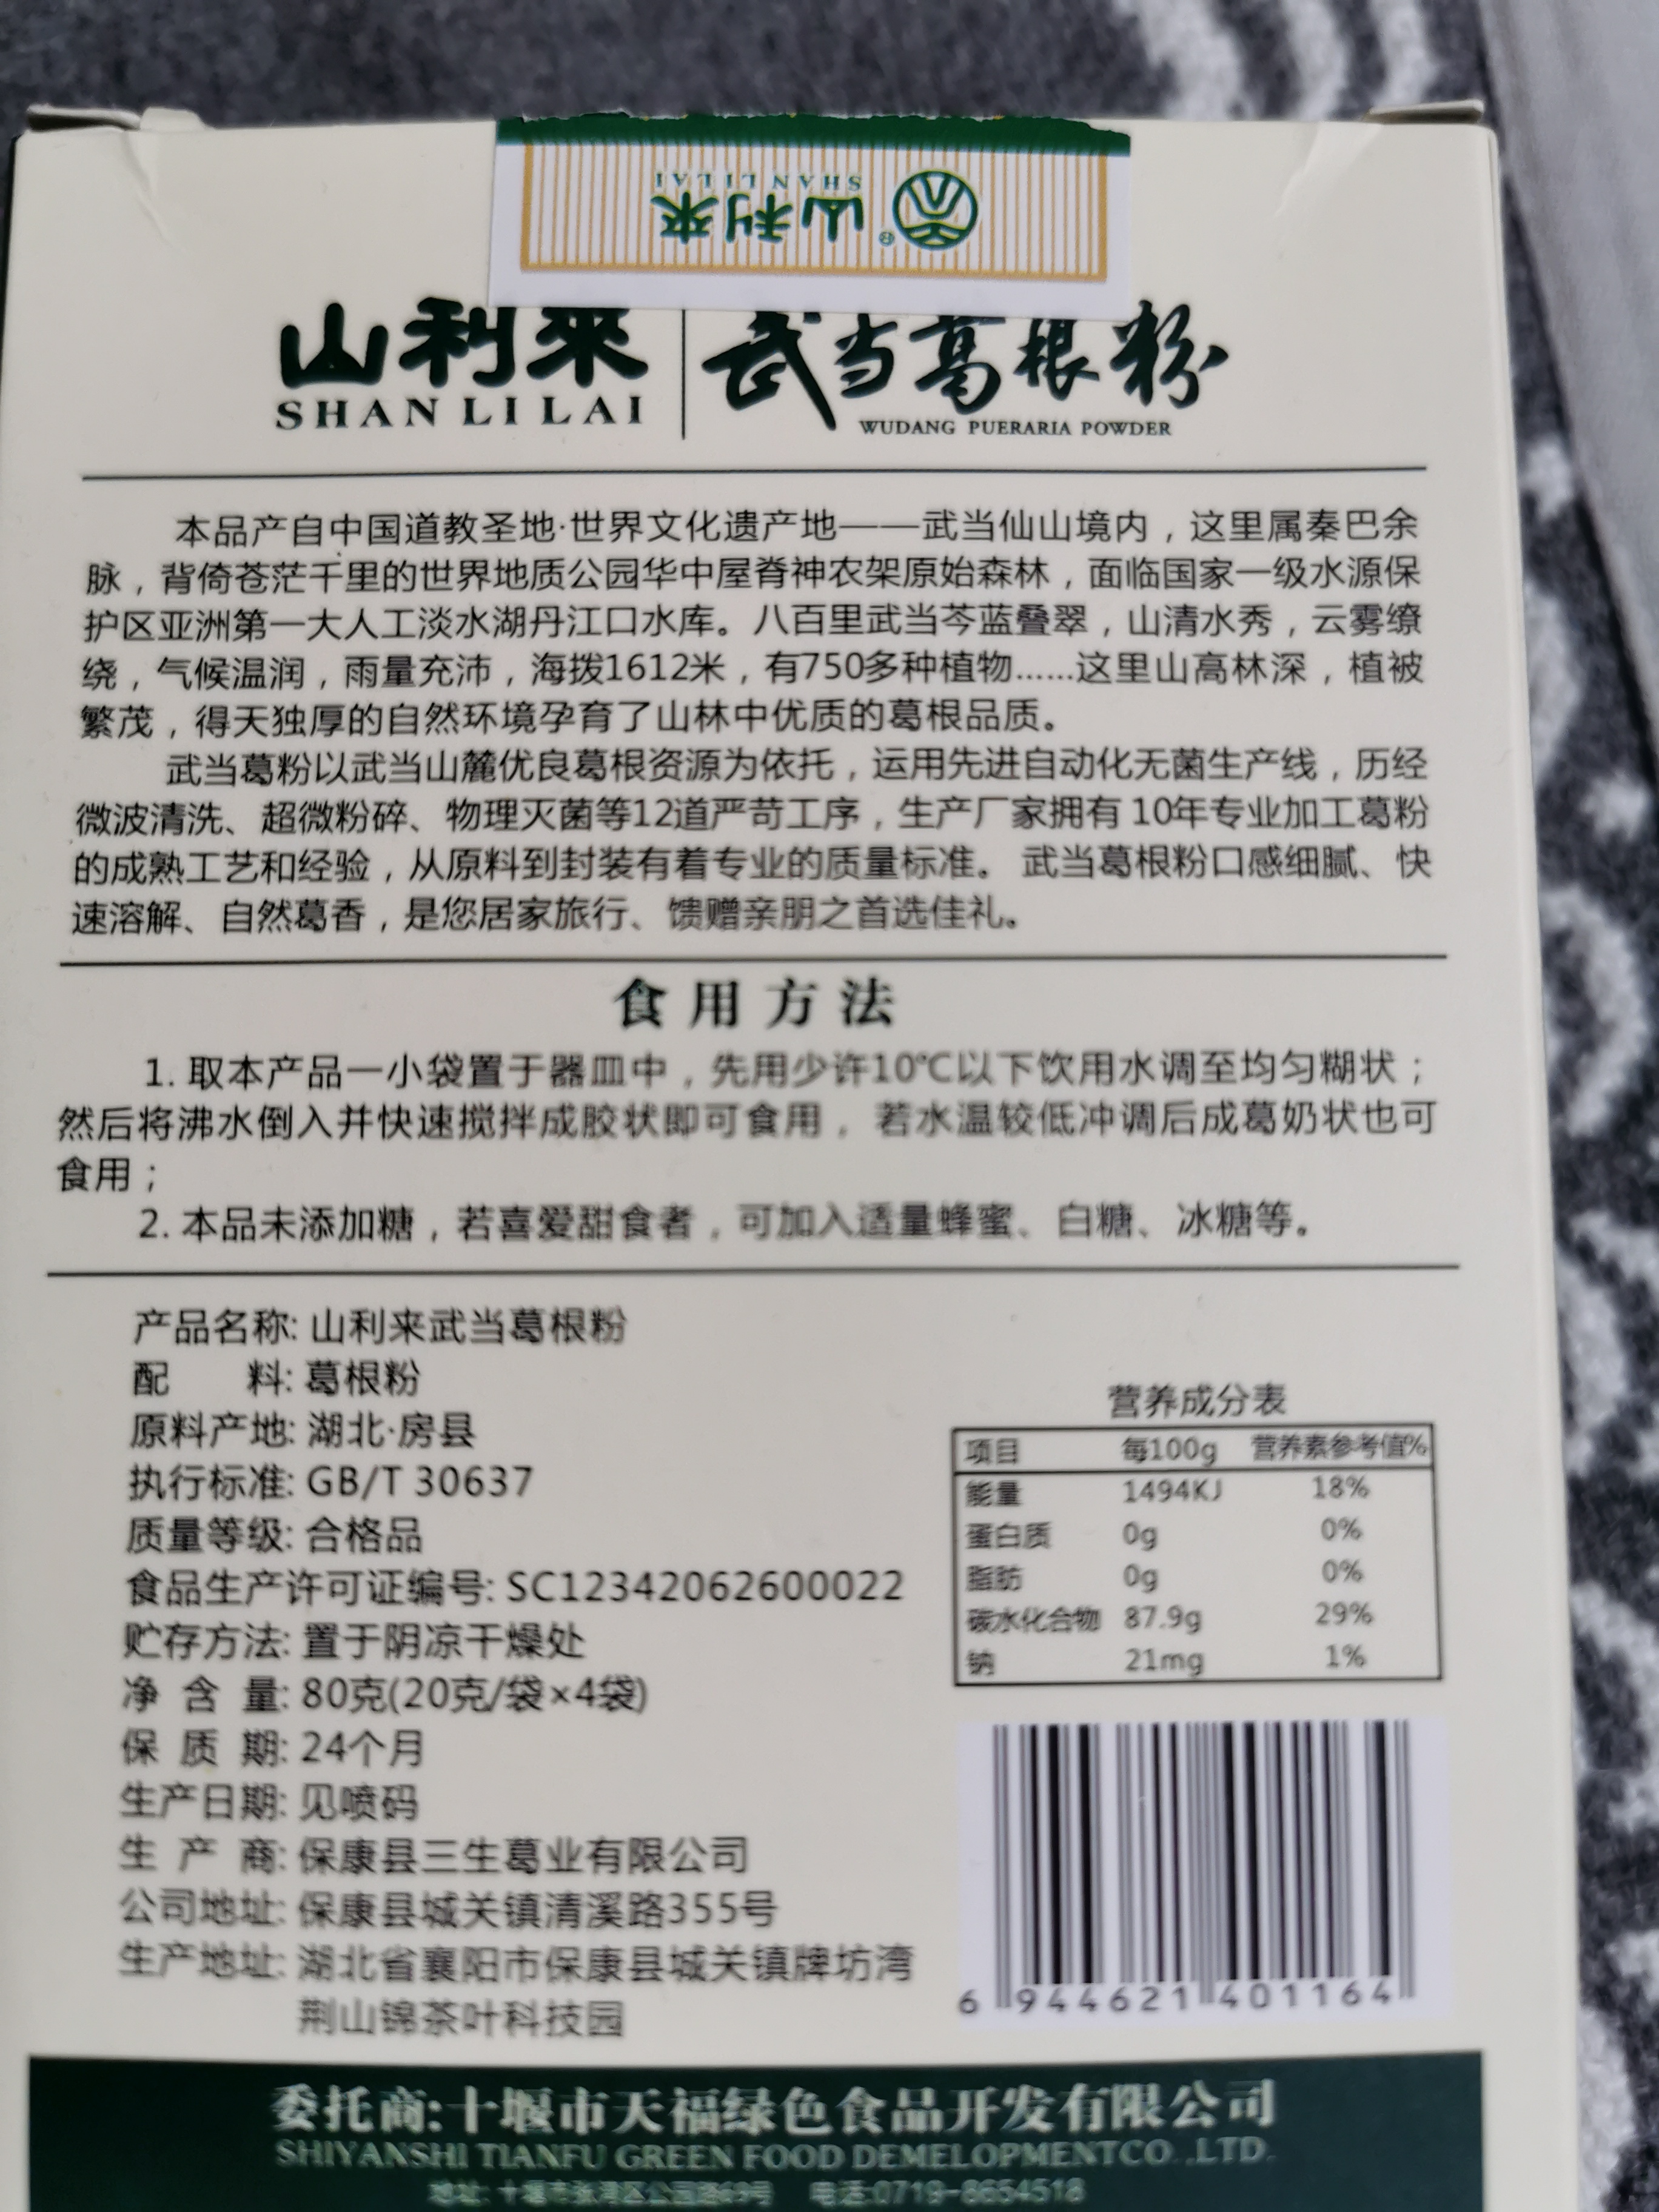 山利來
SHAN LI LAI
山利來
SHAN LI LAI
武当葛根粉
WUDANG PUERARIA POWDER
本品产自中国道教圣地·世界文化遗产地——武当仙山境内，这里属秦巴余
脉，背倚苍茫千里的世界地质公园华中屋脊神农架原始森林，面临国家一级水源保
护区亚洲第一大人工淡水湖丹江口水库。八百里武当芩蓝叠翠，山清水秀，云雾缭
绕，气候温润，雨量充沛，海拨1612米，有750多种植物……这里山高林深，植被
繁茂，得天独厚的自然环境孕育了山林中优质的葛根品质。
武当葛粉以武当山麓优良葛根资源为依托，运用先进自动化无菌生产线，历经
微波清洗、超微粉碎、物理灭菌等12道严苛工序，生产厂家拥有10年专业加工葛粉
的成熟工艺和经验，从原料到封装有着专业的质量标准。 武当葛根粉口感细腻、快
速溶解、自然葛香，是您居家旅行、馈赠亲朋之首选佳礼。
食用方法
1. 取本产品一小袋置于器皿中，先用少许10℃以下饮用水调至均匀糊状；
然后将沸水倒入并快速搅拌成胶状即可食用，若水温较低冲调后成葛奶状也可
食用；
2. 本品未添加糖，若喜爱甜食者，可加入适量蜂蜜、白糖、冰糖等。
产品名称: 山利来武当葛根粉
配 料: 葛根粉
原料产地: 湖北·房县
执行标准: GB/T 30637
质量等级: 合格品
食品生产许可证编号: SC12342062600022
贮存方法: 置于阴凉干燥处
净 含 量: 80克(20克/袋×4袋)
保 质 期: 24个月
生产日期: 见喷码
生 产 商: 保康县三生葛业有限公司
公司地址: 保康县城关镇清溪路355号
生产地址: 湖北省襄阳市保康县城关镇牌坊湾
荆山锦茶叶科技园
营养成分表
项目 每100g 营养素参考值%
能量 1494KJ 18%
蛋白质 0g 0%
脂肪 0g 0%
碳水化合物 87.9g 29%
钠 21mg 1%
6 944621 401164
委托商:十堰市天福绿色食品开发有限公司
SHIYANSHI TIANFU GREEN FOOD DEMELOPMENTCO.,LTD.
地址: 十堰市张湾区公园路69号 电话:0719-8654518